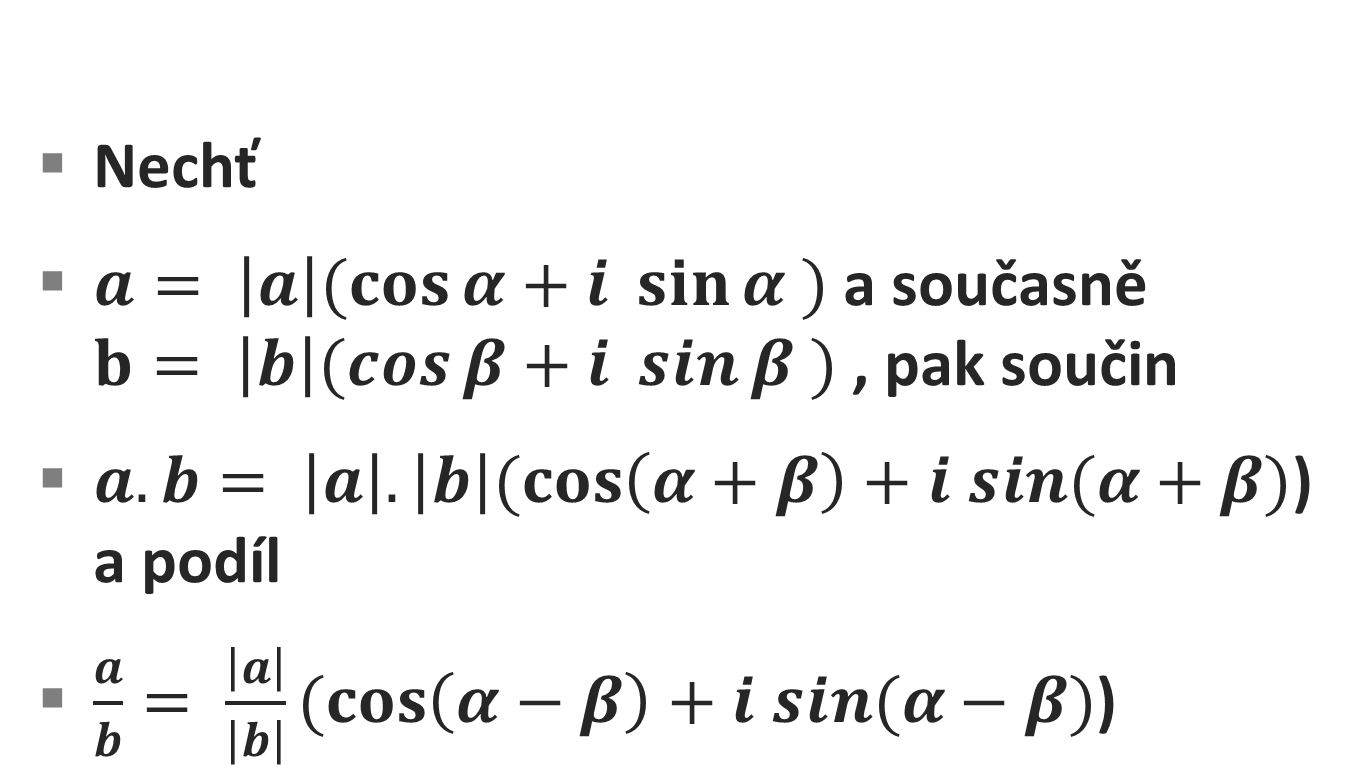 ▪ Nechť
▪ a = |a|(cos α + i sin α ) a současně
b = |b|(cos β + i sin β ) , pak součin
▪ a. b = |a|. |b|(cos(α + β) + i sin(α + β))
a podíl
▪ a/b = |a|/|b| (cos(α − β) + i sin(α − β))